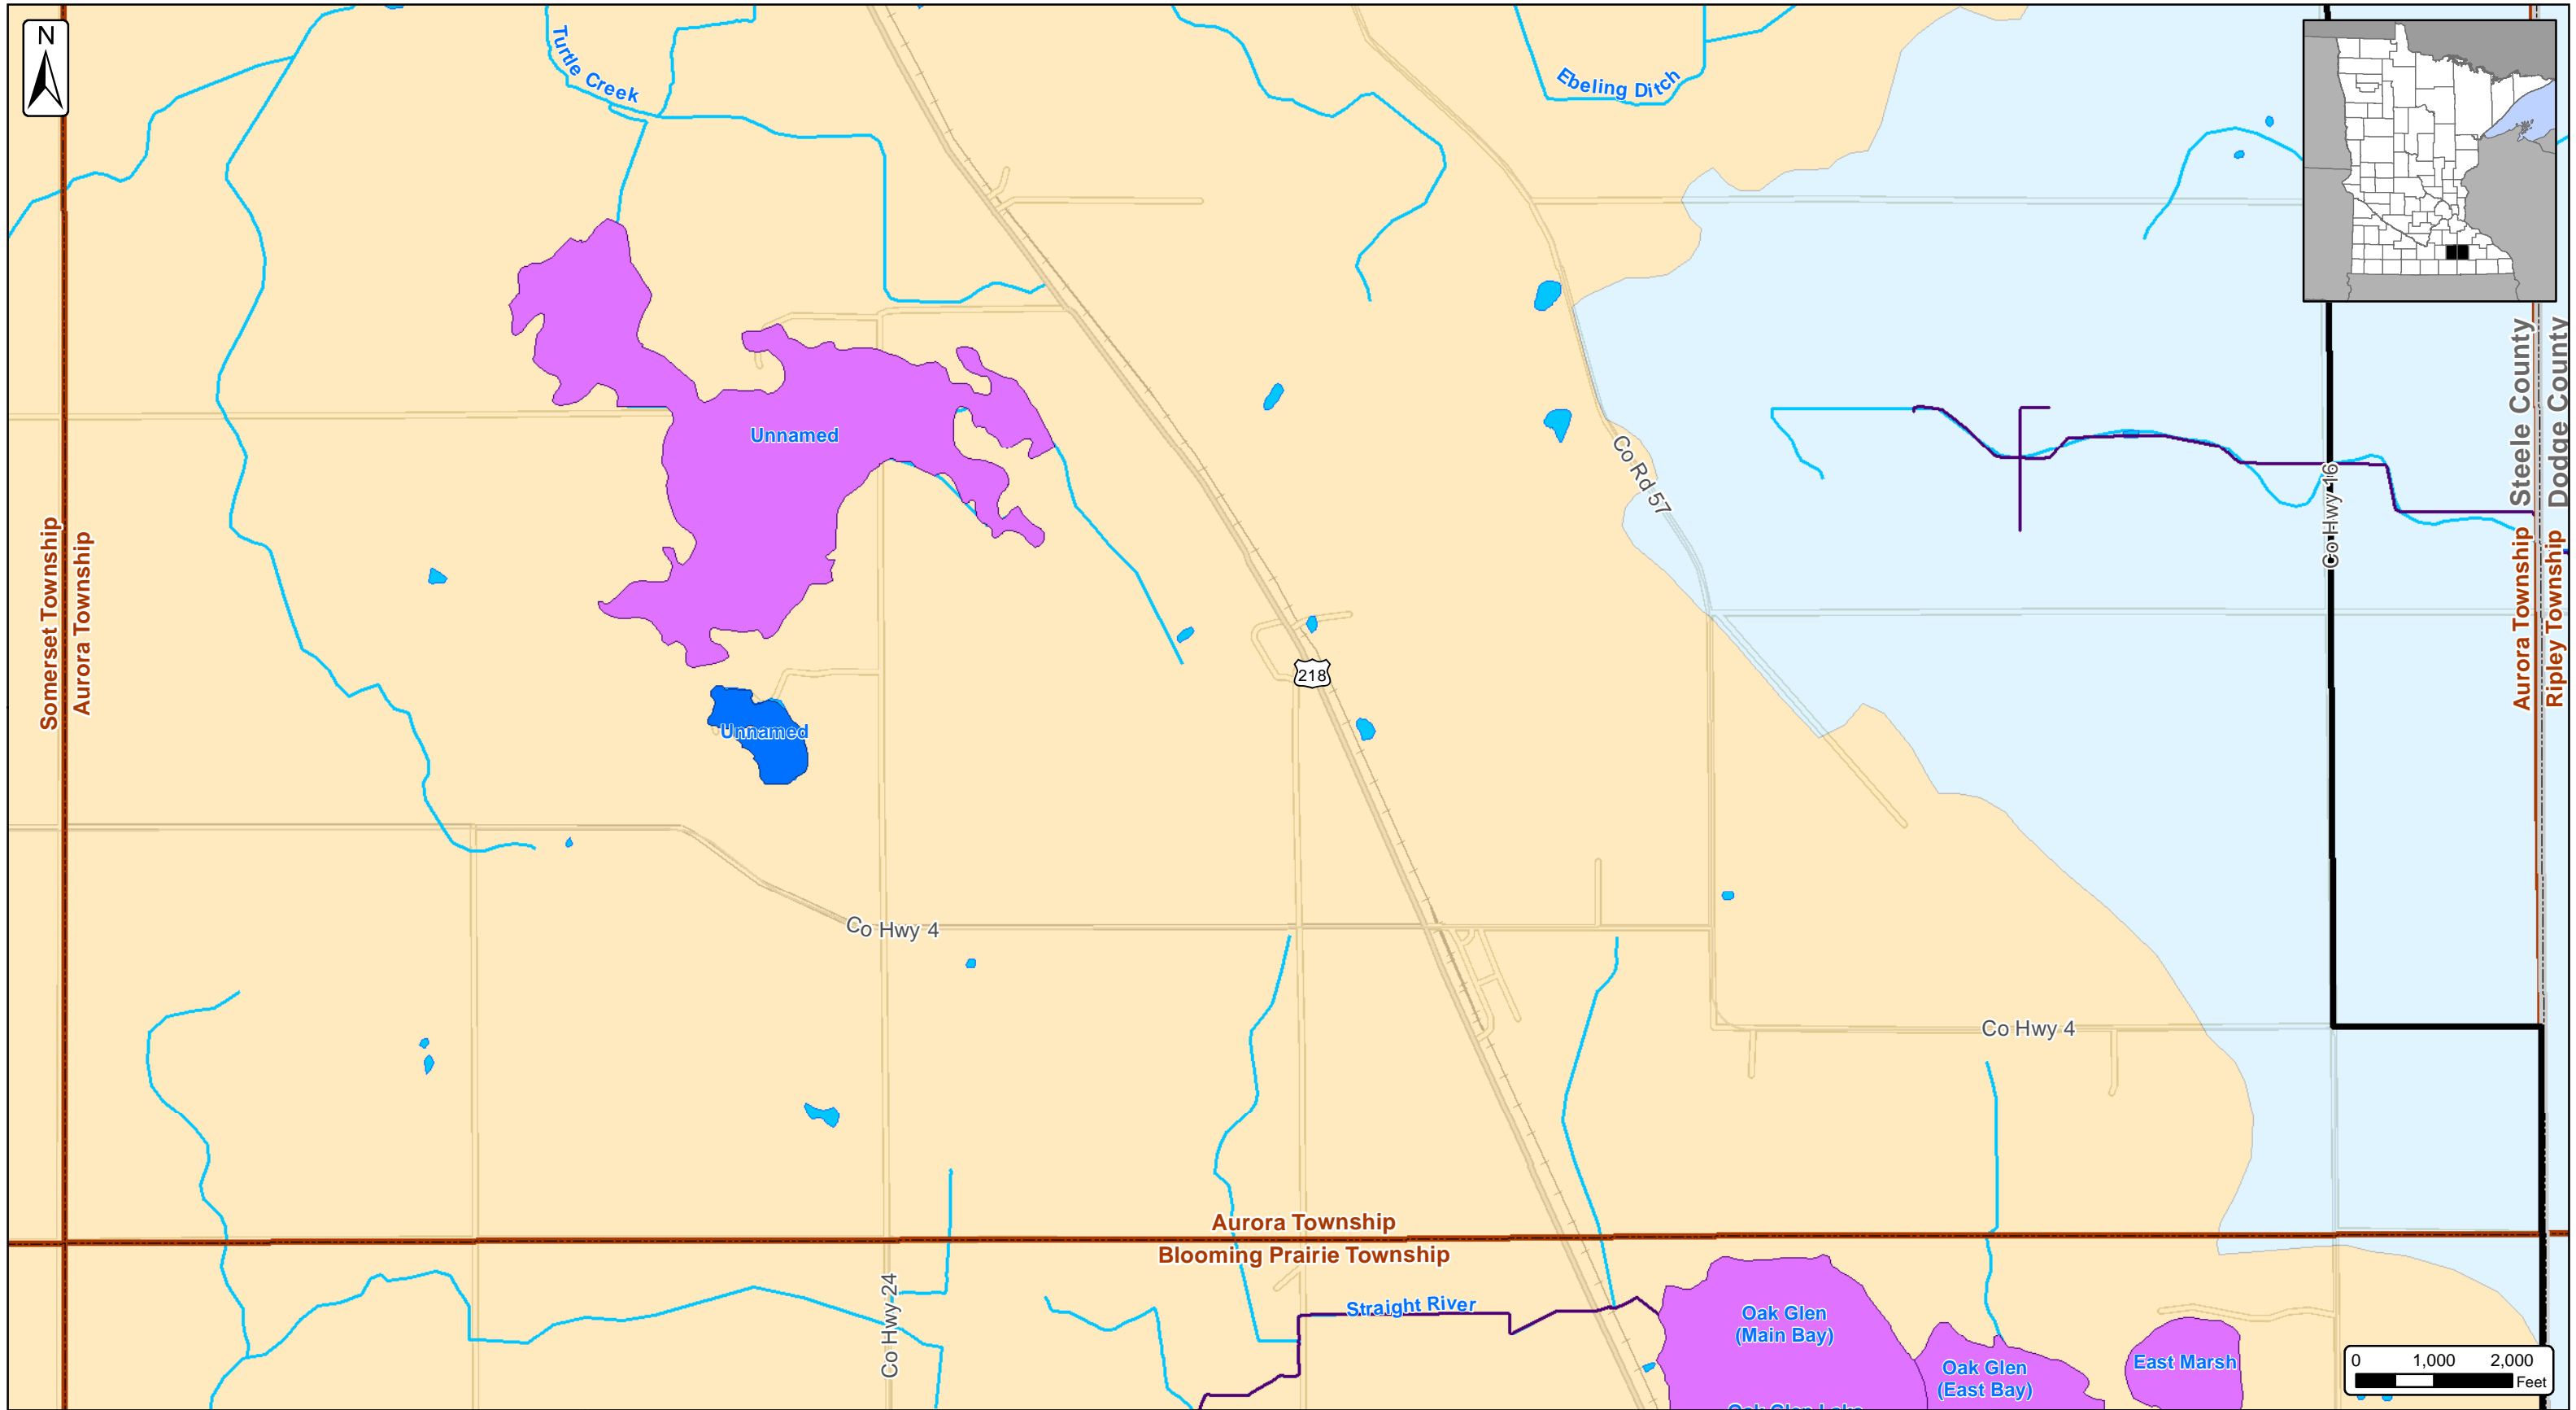 N
Turtle Creek
Ebeling Ditch
Steele County
Dodge County
Unnamed
Co Rd 57
Co Hwy 16
Somerset Township
Aurora Township
Aurora Township
Ripley Township
218
Unnamed
Co Hwy 4
Co Hwy 4
Aurora Township
Blooming Prairie Township
Co Hwy 24
Straight River
Oak Glen
(Main Bay)
Oak Glen
(East Bay)
East Marsh
Oak Glen Lake
0 1,000 2,000
Feet